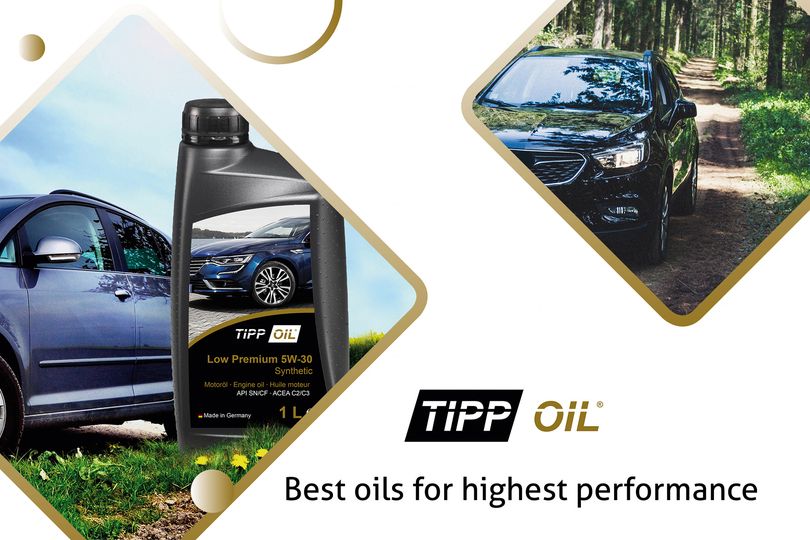 TIPP OIL
Low Premium 5W-30
Synthetic
Motoröl · Engine oil · Huile moteur
API SN/CF · ACEA C2/C3
Made in Germany
1 L
TIPP OIL®
Best oils for highest performance